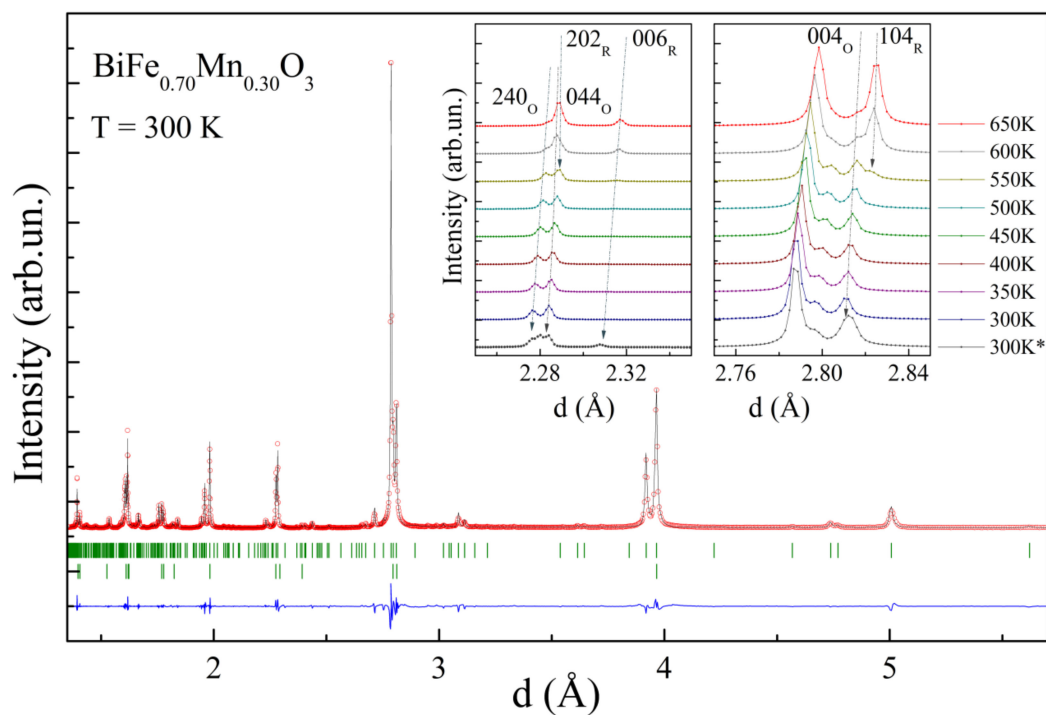 BiFe0.70Mn0.30O3
T = 300 K
Intensity (arb.un.)
d (Å)
2 3 4 5
202R 006R
240O 044O
Intensity (arb.un.)
2.28 2.32
d (Å)
004O 104R
2.76 2.80 2.84
d (Å)
650K
600K
550K
500K
450K
400K
350K
300K
300K*